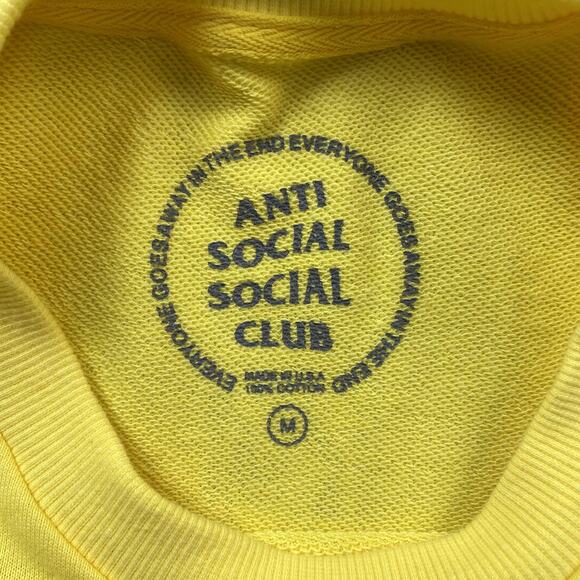 EVERYONE GOES AWAY IN THE END EVERYONE GOES AWAY IN THE END
ANTI
SOCIAL
SOCIAL
CLUB
MADE IN U.S.A
100% COTTON
M